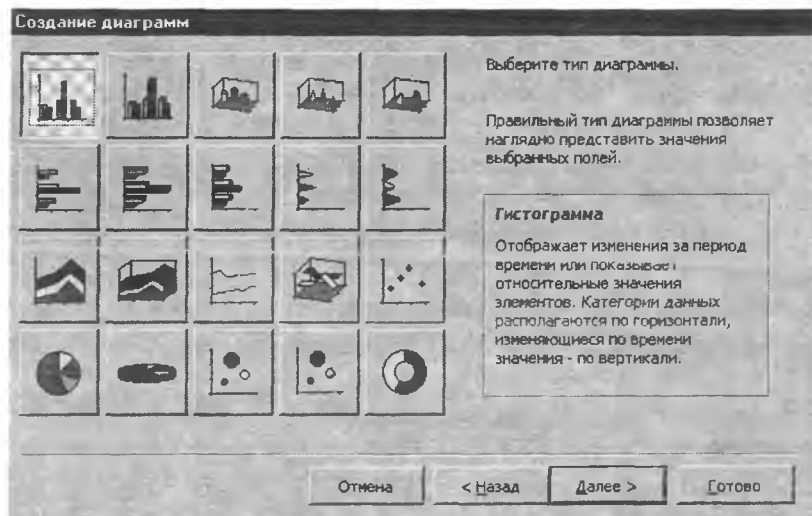 Создание диаграмм
Выберите тип диаграммы.
Правильный тип диаграммы позволяет
наглядно представить значения
выбранных полей.
Гистограмма
Отображает изменения за период
времени или показывает
относительные значения
элементов. Категории данных
располагаются по горизонтали,
изменяющиеся по времени
значения - по вертикали.
Отмена
< Назад
Далее >
Готово